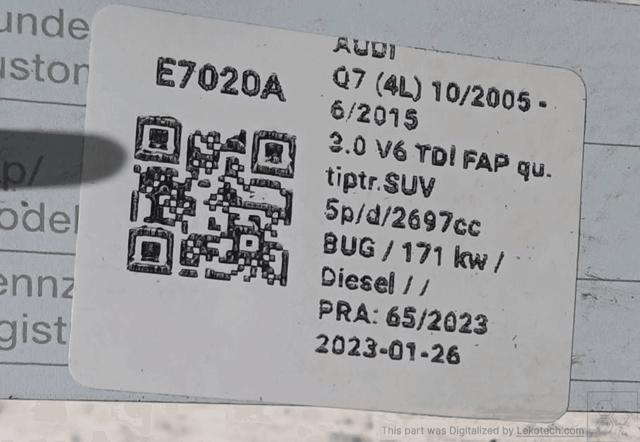 unde
uston
p/
odel
ennz
gist
E7020A
AUDI
Q7 (4L) 10/2005 -
6/2015
3.0 V6 TDI FAP qu.
tiptr.SUV
5p/d/2697cc
BUG / 171 kw /
Diesel / /
PRA: 65/2023
2023-01-26
This part was Digitalized by Lekotech.com